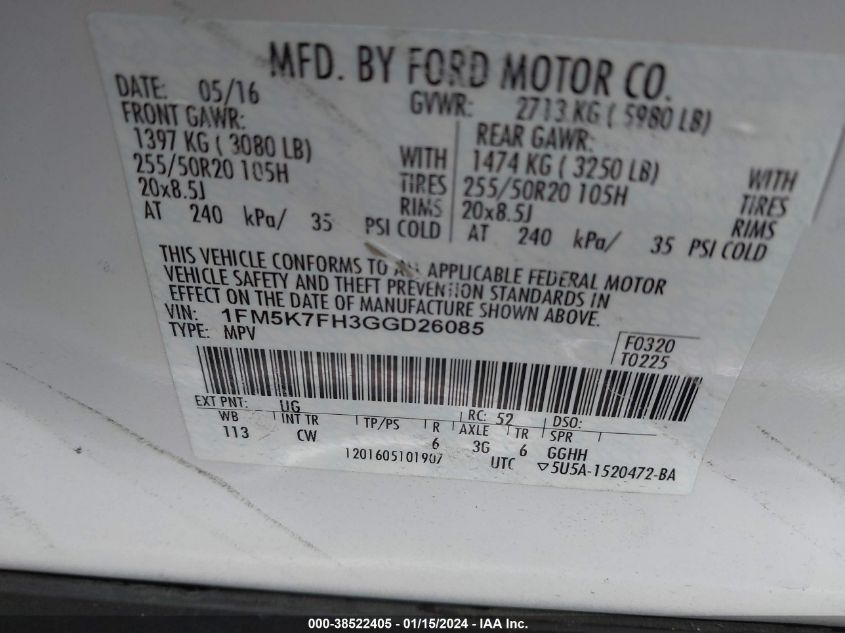 MFD. BY FORD MOTOR CO.
DATE: 05/16 GVWR: 2713 KG ( 5980 LB)
FRONT GAWR: REAR GAWR:
1397 KG ( 3080 LB) WITH 1474 KG ( 3250 LB) WITH
255/50R20 105H TIRES 255/50R20 105H TIRES
20x8.5J RIMS 20x8.5J RIMS
AT 240 kPa/ 35 PSI COLD AT 240 kPa/ 35 PSI COLD
THIS VEHICLE CONFORMS TO ALL APPLICABLE FEDERAL MOTOR
VEHICLE SAFETY AND THEFT PREVENTION STANDARDS IN
EFFECT ON THE DATE OF MANUFACTURE SHOWN ABOVE.
VIN: 1FM5K7FH3GGD26085
TYPE: MPV
F0320
T0225
EXT PNT: UG RC: 52 DSO:
WB INT TR TP/PS R AXLE TR SPR
113 CW 6 3G 6 GGHH
1201605101907 UTC ▽5U5A-1520472-BA
000-38522405 - 01/15/2024 - IAA Inc.